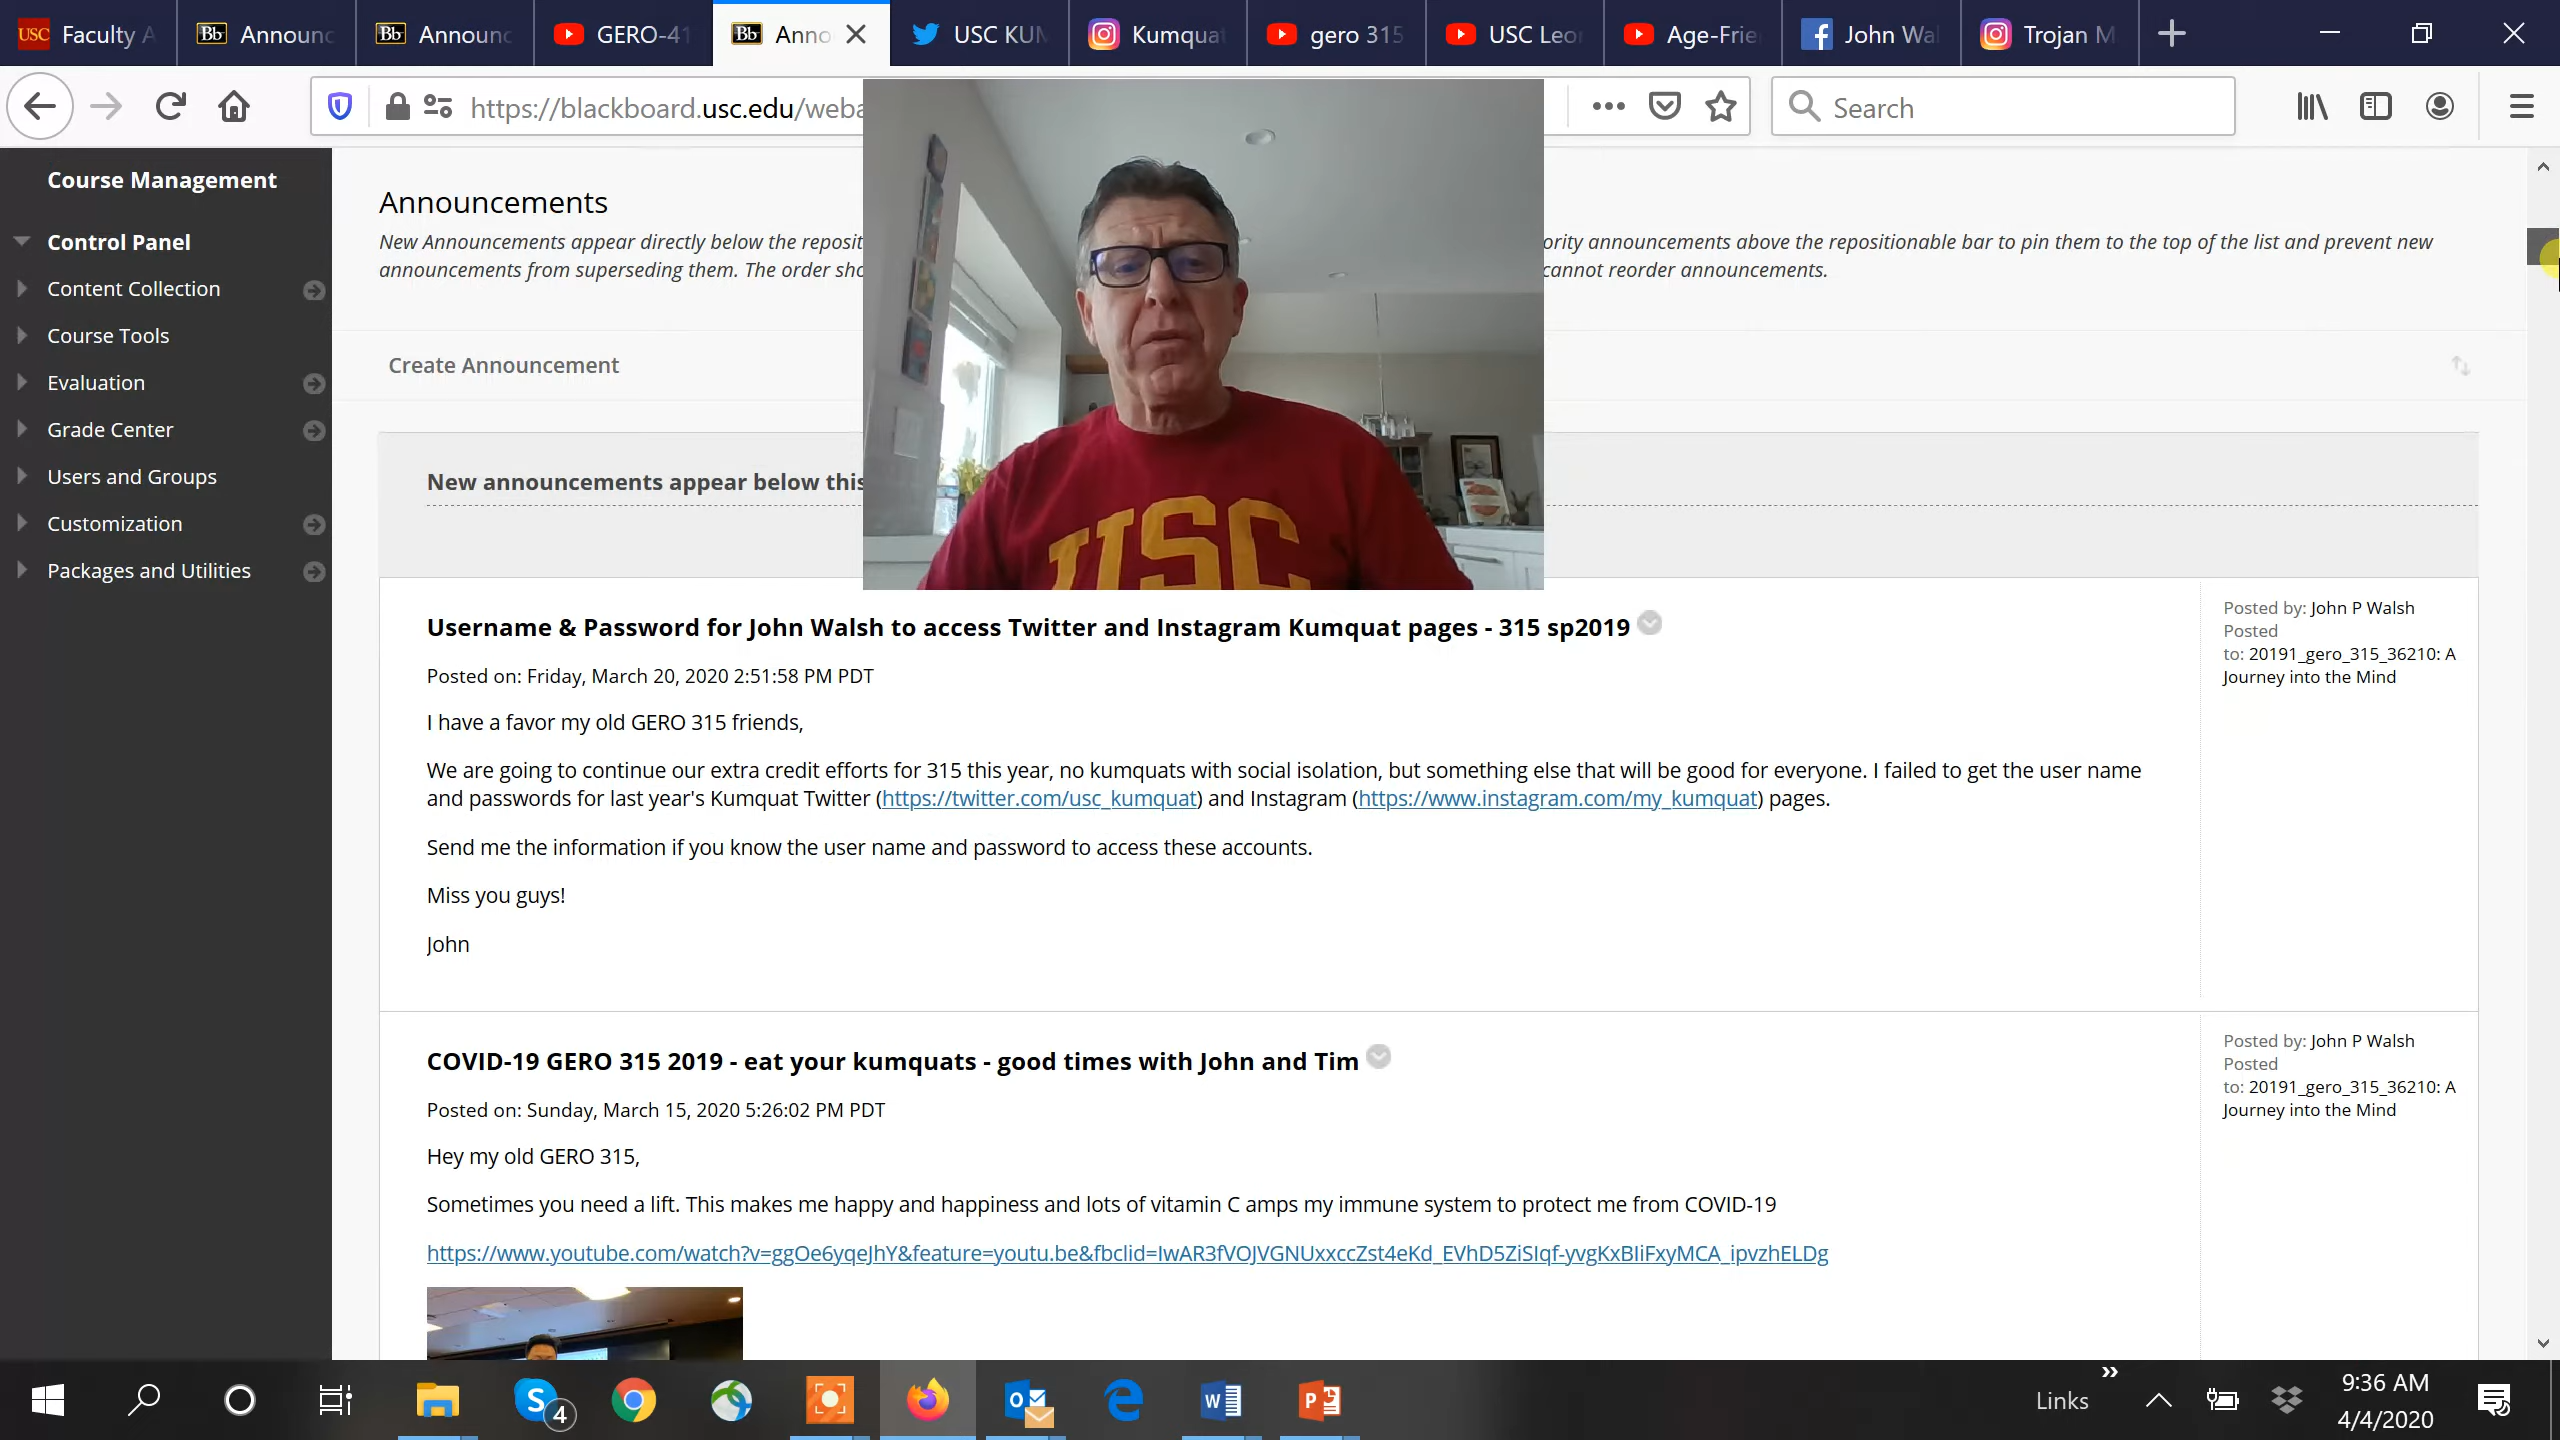 USC Faculty A
Bb Announc
Bb Announc
GERO-41
Bb Anno
USC KUM
Kumquat
gero 315
USC Leo
Age-Frie
John Wa
Trojan M
https://blackboard.usc.edu/weba
Search
Course Management
Control Panel
Content Collection
Course Tools
Evaluation
Grade Center
Users and Groups
Customization
Packages and Utilities
Announcements
New Announcements appear directly below the reposit
ority announcements above the repositionable bar to pin them to the top of the list and prevent new
announcements from superseding them. The order sho
cannot reorder announcements.
Create Announcement
New announcements appear below this
USC
Username & Password for John Walsh to access Twitter and Instagram Kumquat pages - 315 sp2019
Posted on: Friday, March 20, 2020 2:51:58 PM PDT
I have a favor my old GERO 315 friends,
We are going to continue our extra credit efforts for 315 this year, no kumquats with social isolation, but something else that will be good for everyone. I failed to get the user name
and passwords for last year's Kumquat Twitter (https://twitter.com/usc_kumquat) and Instagram (https://www.instagram.com/my_kumquat) pages.
Send me the information if you know the user name and password to access these accounts.
Miss you guys!
John
Posted by: John P Walsh
Posted
to: 20191_gero_315_36210: A
Journey into the Mind
COVID-19 GERO 315 2019 - eat your kumquats - good times with John and Tim
Posted on: Sunday, March 15, 2020 5:26:02 PM PDT
Hey my old GERO 315,
Sometimes you need a lift. This makes me happy and happiness and lots of vitamin C amps my immune system to protect me from COVID-19
https://www.youtube.com/watch?v=ggOe6yqeJhY&feature=youtu.be&fbclid=IwAR3fVOJVGNUxxccZst4eKd_EVhD5ZiSIqf-yvgKxBIiFxyMCA_ipvzhELDg
Posted by: John P Walsh
Posted
to: 20191_gero_315_36210: A
Journey into the Mind
S 4
Links
9:36 AM
4/4/2020